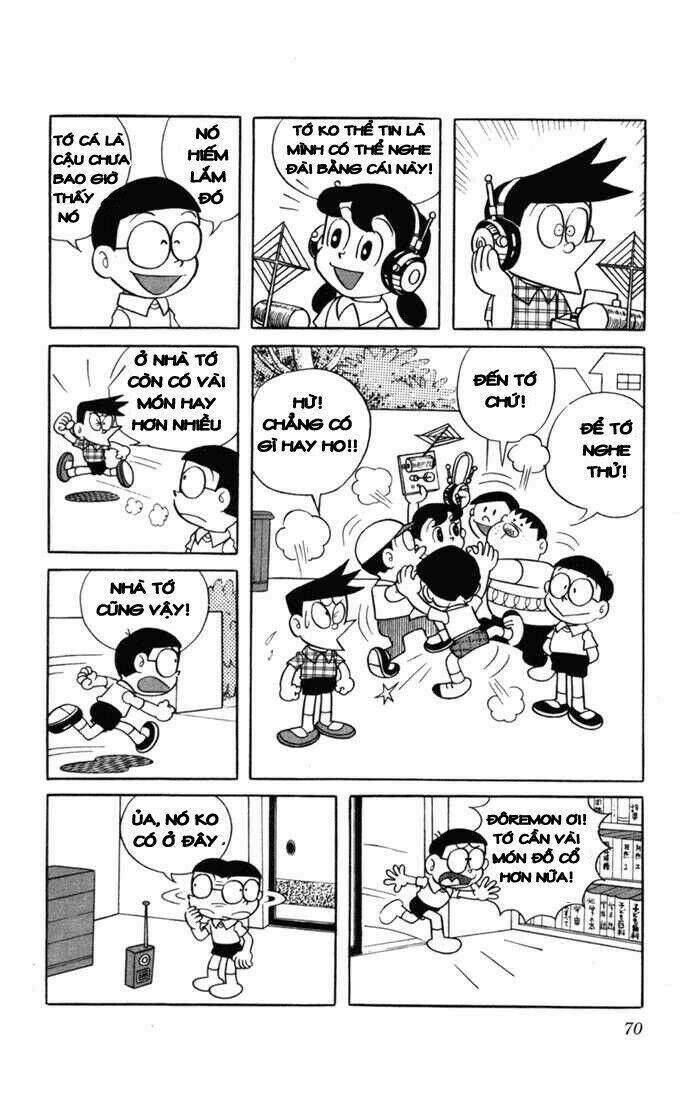 TỚ CÁ LÀ
CẬU CHƯA
BAO GIỜ
THẤY
NÓ
NÓ
HIẾM
LẮM
ĐÓ
TỚ KO THỂ TIN LÀ
MÌNH CÓ THỂ NGHE
ĐÀI BẰNG CÁI NÀY!
Ở NHÀ TỚ
CÒN CÓ VÀI
MÓN HAY
HƠN NHIỀU
HỪ!
CHẲNG CÓ
GÌ HAY HO!!
ĐẾN TỚ
CHỨ!
ĐỂ TỚ
NGHE
THỬ!
NHÀ TỚ
CŨNG VẬY!
ỦA, NÓ KO
CÓ Ở ĐÂY
ĐÔREMON ƠI!
TỚ CẦN VÀI
MÓN ĐỒ CỔ
HƠN NỮA!
70